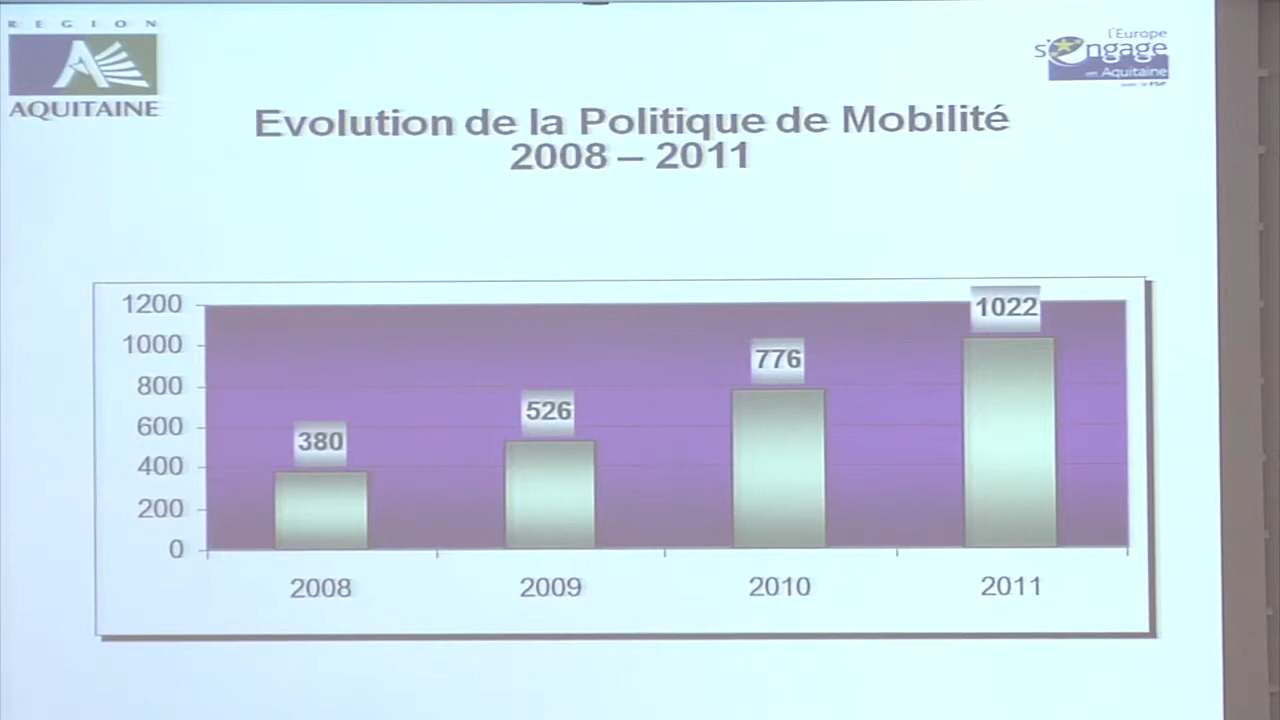 REGION
AQUITAINE
l'Europe
s'engage
en Aquitaine
Evolution de la Politique de Mobilité
2008 – 2011
1200
1000
800
600
400
200
0
380
526
776
1022
2008
2009
2010
2011